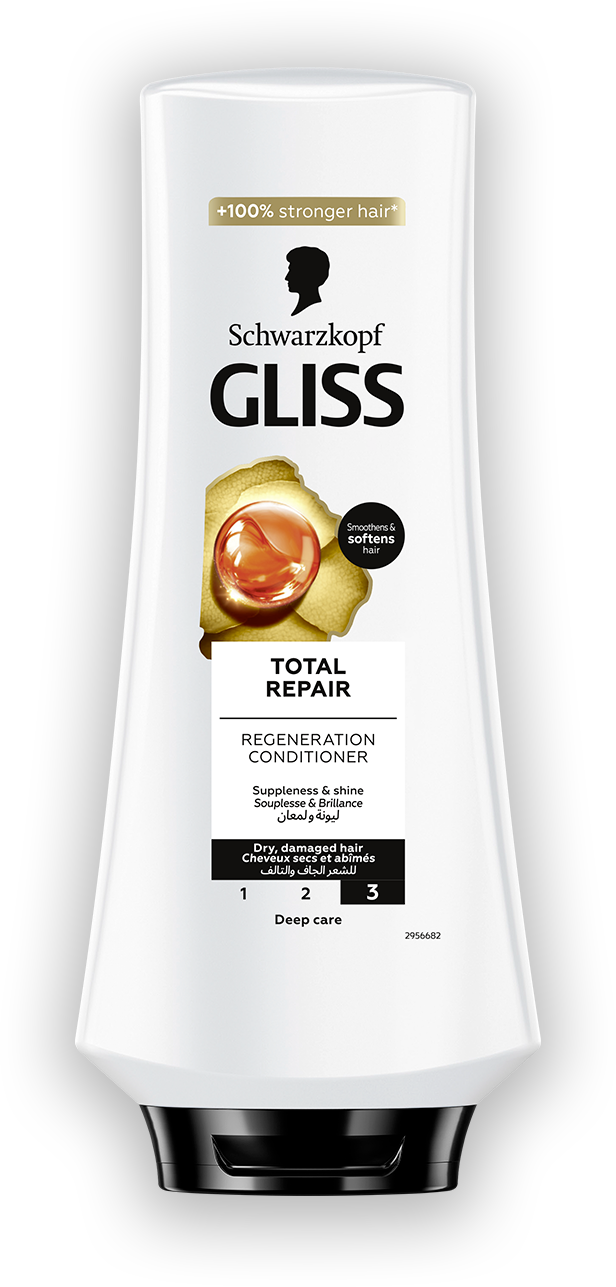 +100% stronger hair*
Schwarzkopf
GLISS
Smoothens &
softens
hair
TOTAL
REPAIR
REGENERATION
CONDITIONER
Suppleness & shine
Souplesse & Brillance
ليونة ولمعان
Dry, damaged hair
Cheveux secs et abîmés
للشعر الجاف والتالف
1 2 3
Deep care
2956682